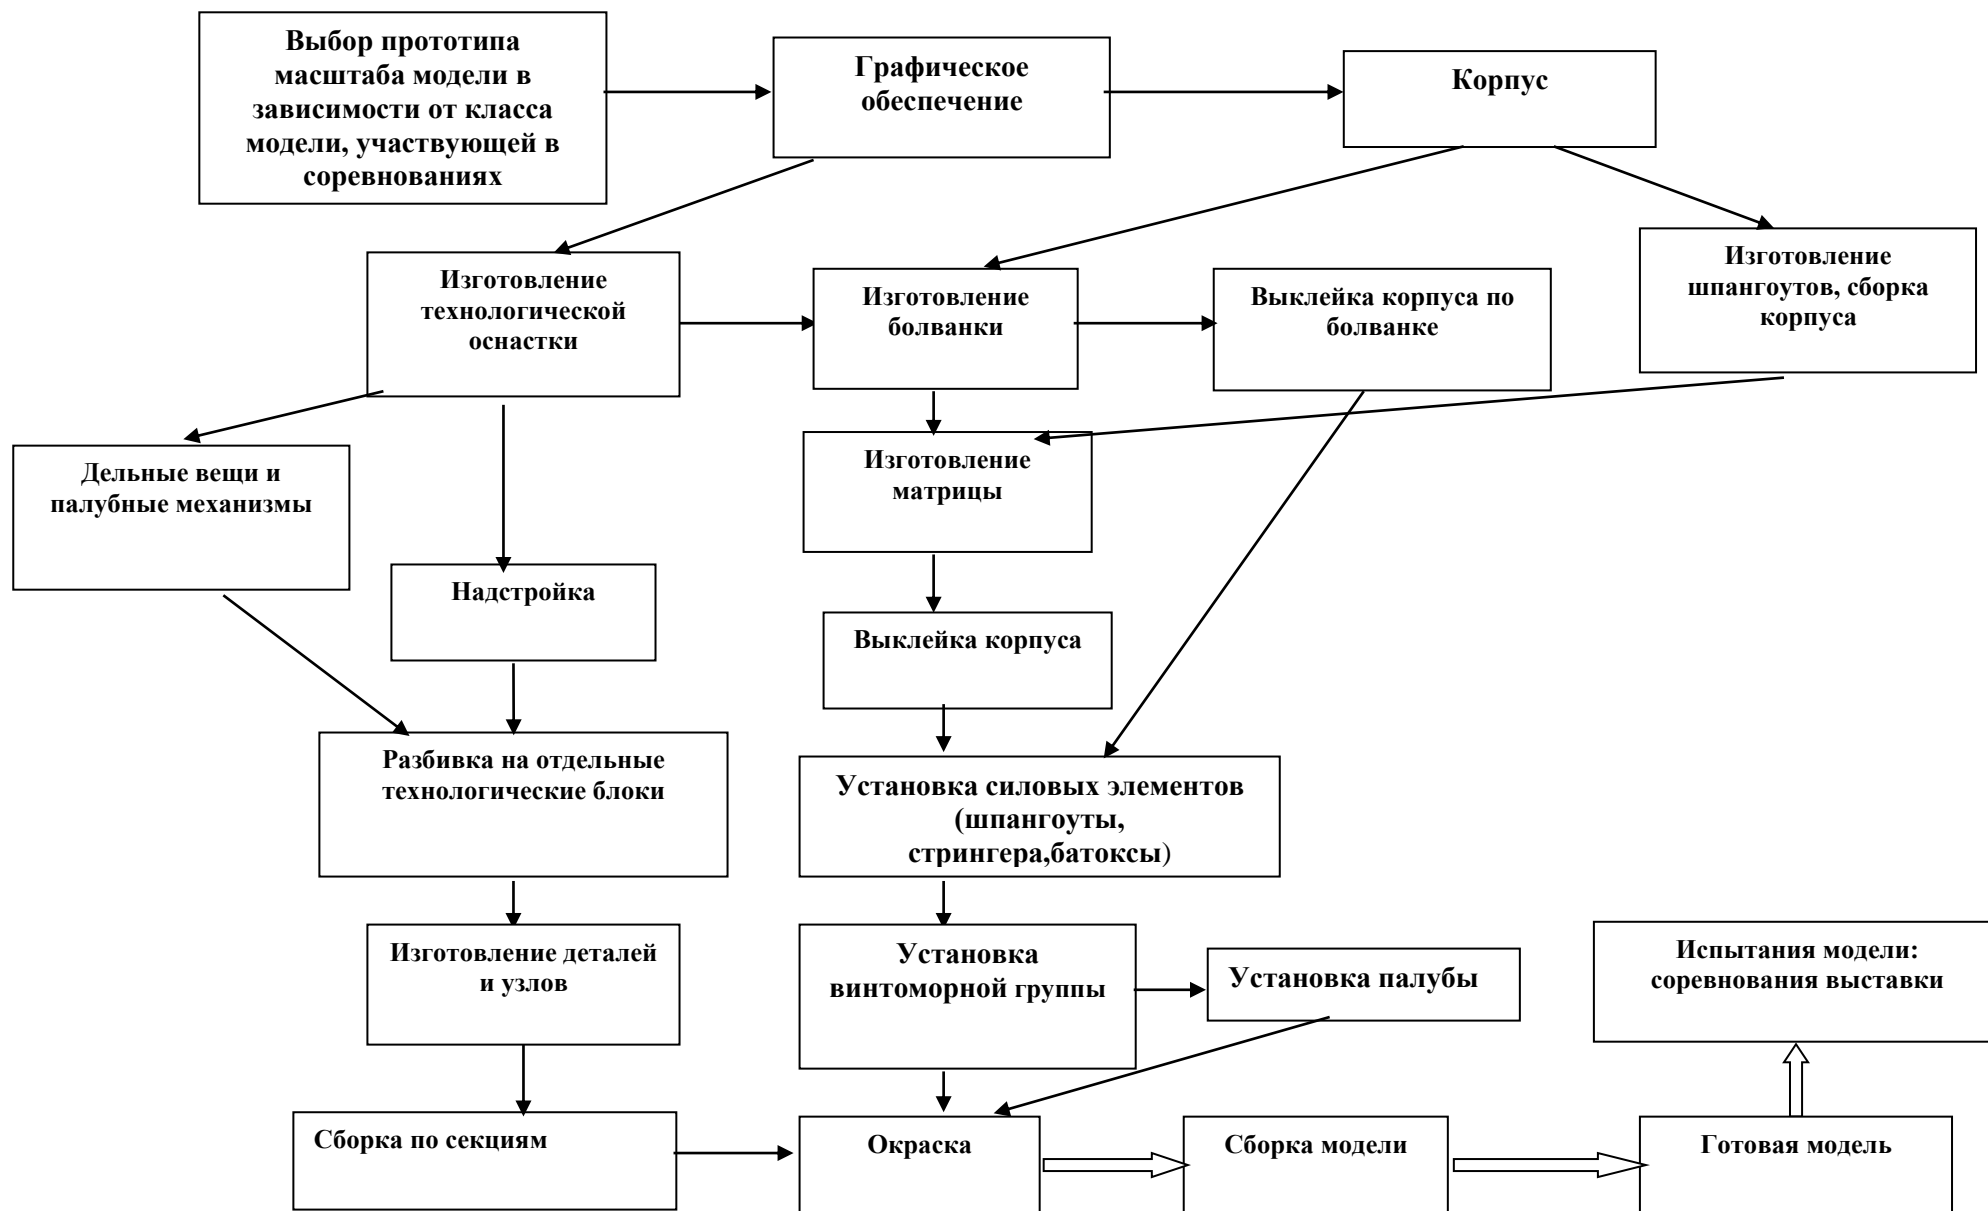 Выбор прототипа
масштаба модели в
зависимости от класса
модели, участвующей в
соревнованиях
Графическое
обеспечение
Корпус
Изготовление
технологической
оснастки
Изготовление
болванки
Выклейка корпуса по
болванке
Изготовление
шпангоутов, сборка
корпуса
Дельные вещи и
палубные механизмы
Изготовление
матрицы
Надстройка
Выклейка корпуса
Разбивка на отдельные
технологические блоки
Установка силовых элементов
(шпангоуты,
стрингера,батоксы)
Изготовление деталей
и узлов
Установка
винтоморной группы
Установка палубы
Испытания модели:
соревнования выставки
Сборка по секциям
Окраска
Сборка модели
Готовая модель